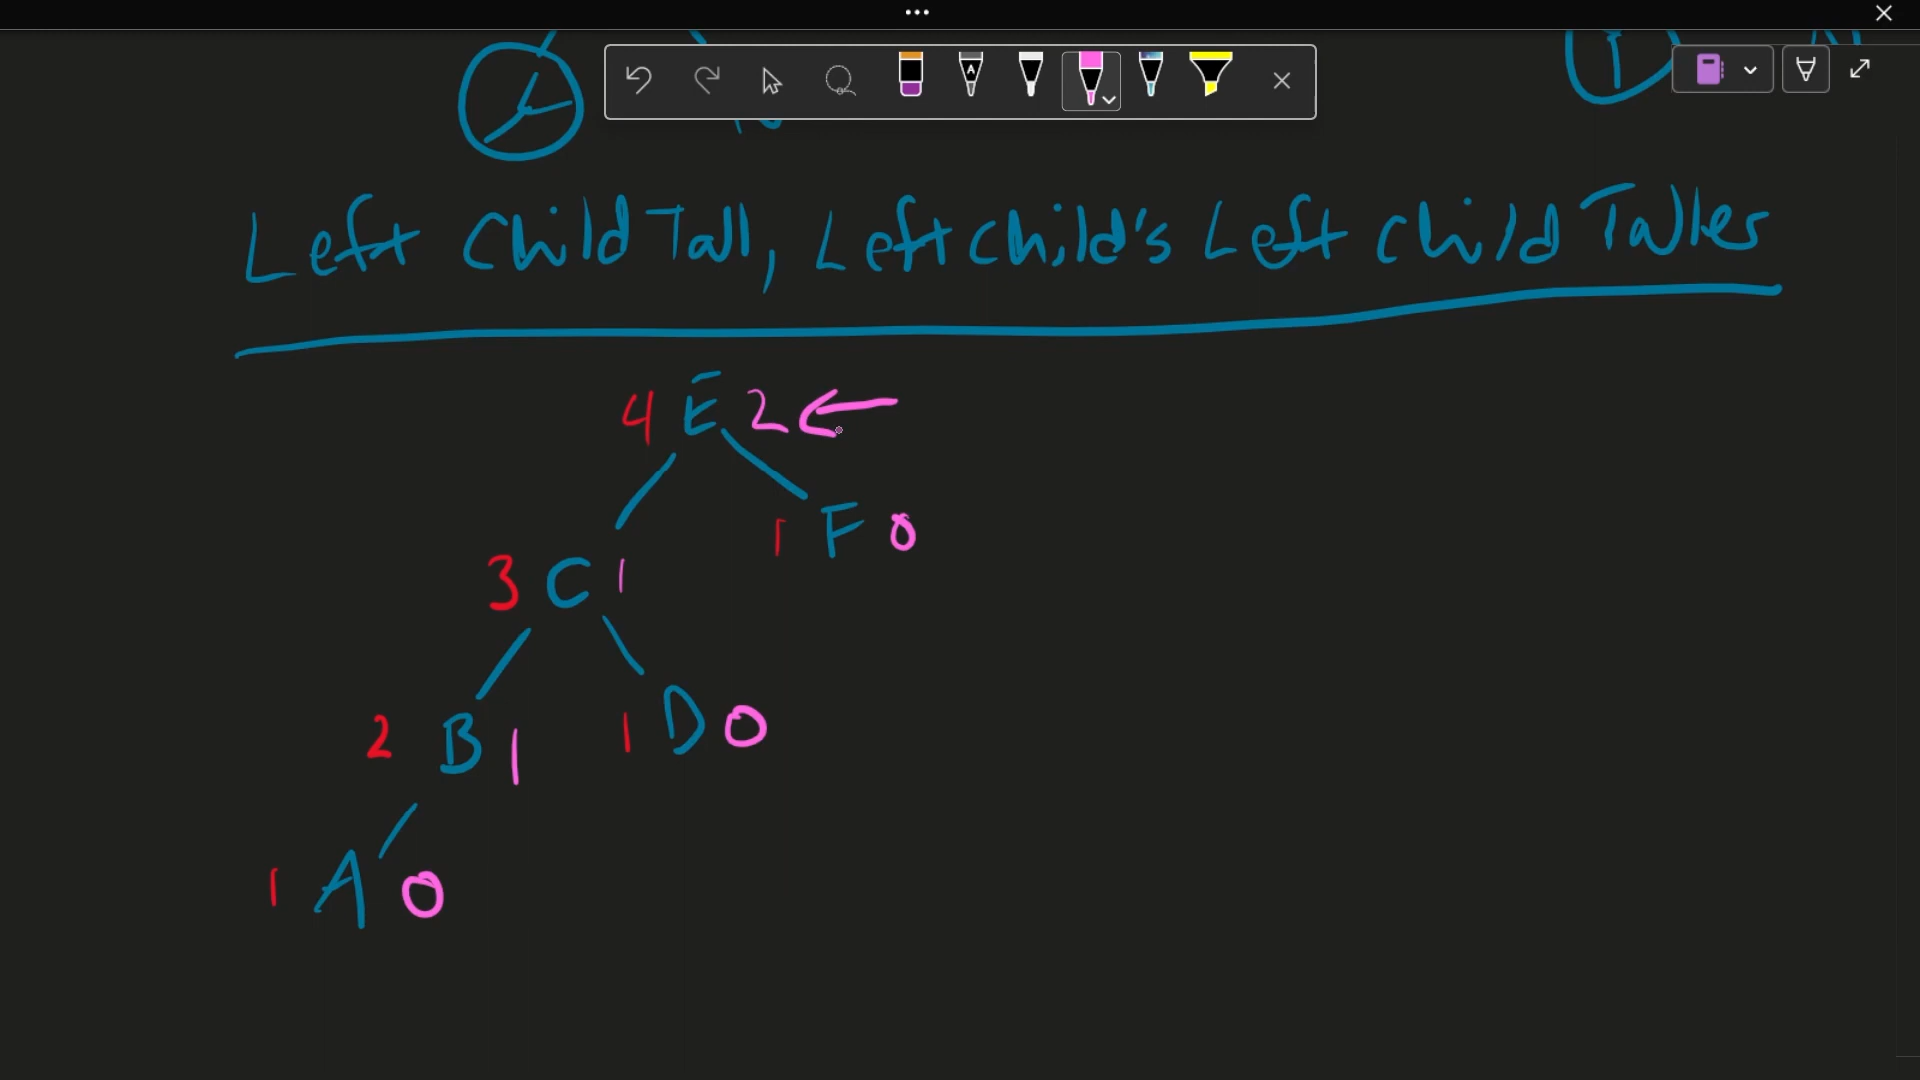 Left Child Tall, Left child's Left child Taller
4 E 2
1 F 0
3 C 1
2 B 1 1 D 0
1 A 0